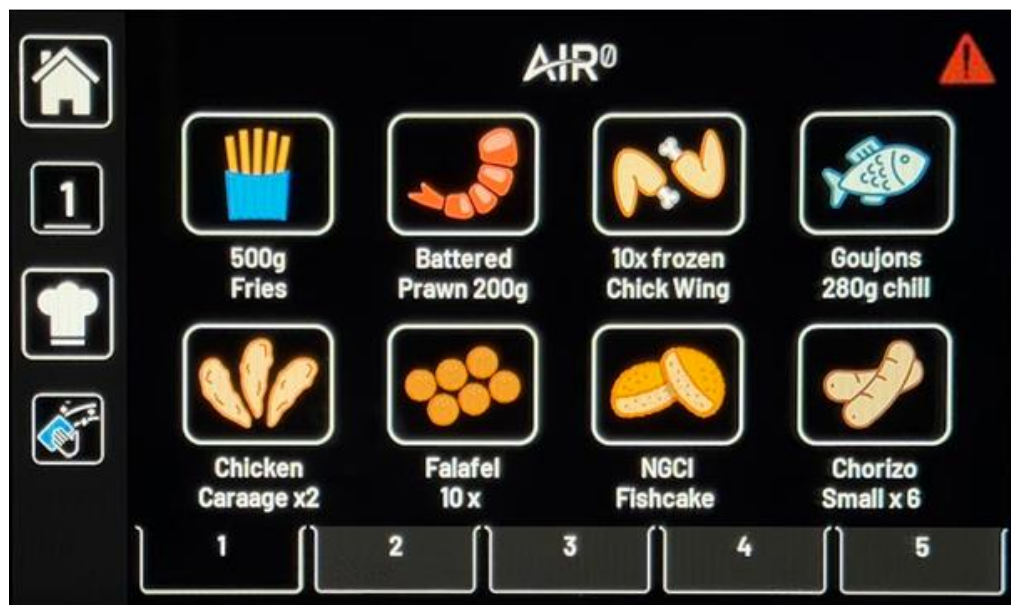 AIR0
1
500g
Fries
Battered
Prawn 200g
10x frozen
Chick Wing
Goujons
280g chill
Chicken
Caraage x2
Falafel
10 x
NGCI
Fishcake
Chorizo
Small x 6
1
2
3
4
5